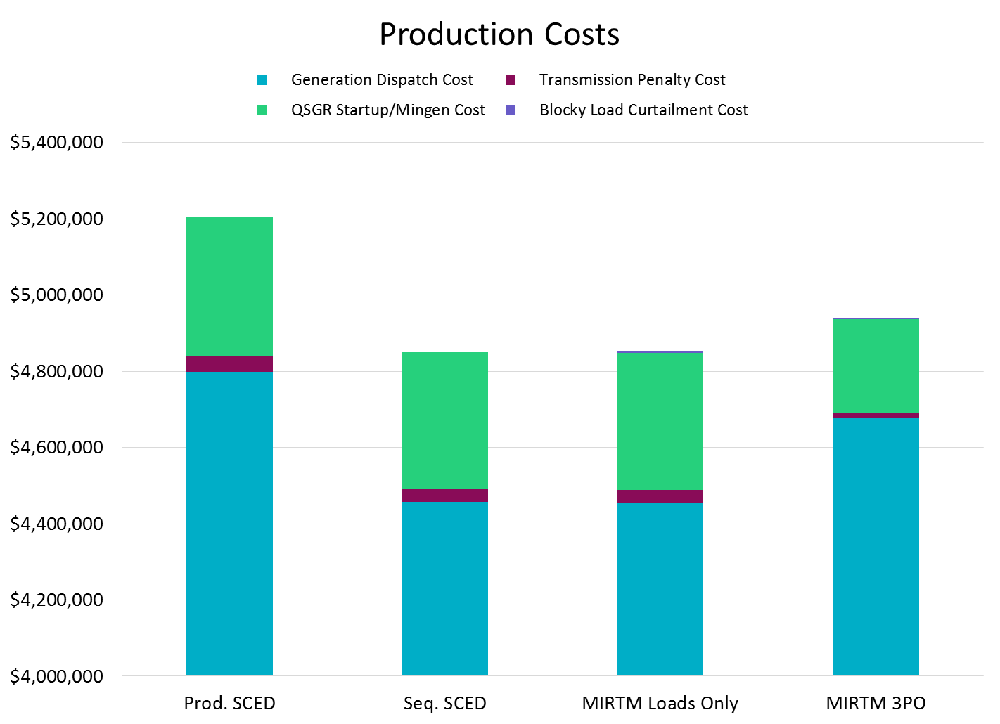 Production Costs
Generation Dispatch Cost
Transmission Penalty Cost
QSGR Startup/Mingen Cost
Blocky Load Curtailment Cost
$5,400,000
$5,200,000
$5,000,000
$4,800,000
$4,600,000
$4,400,000
$4,200,000
$4,000,000
Prod. SCED
Seq. SCED
MIRTM Loads Only
MIRTM 3PO